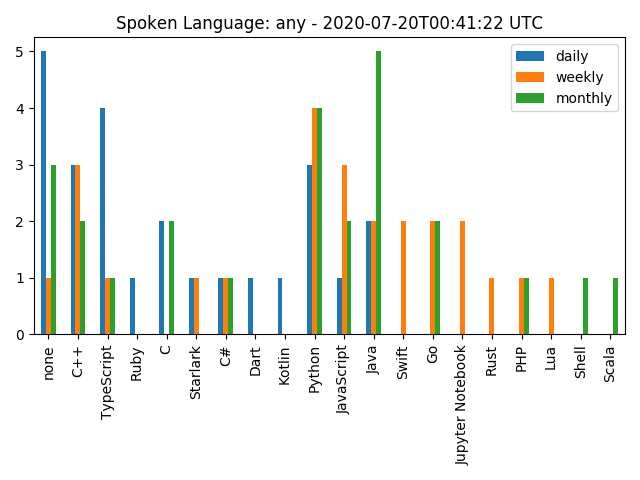 Spoken Language: any - 2020-07-20T00:41:22 UTC
daily
weekly
monthly
5
4
3
2
1
0
none
C++
TypeScript
Ruby
C
Starlark
C#
Dart
Kotlin
Python
JavaScript
Java
Swift
Go
Jupyter Notebook
Rust
PHP
Lua
Shell
Scala